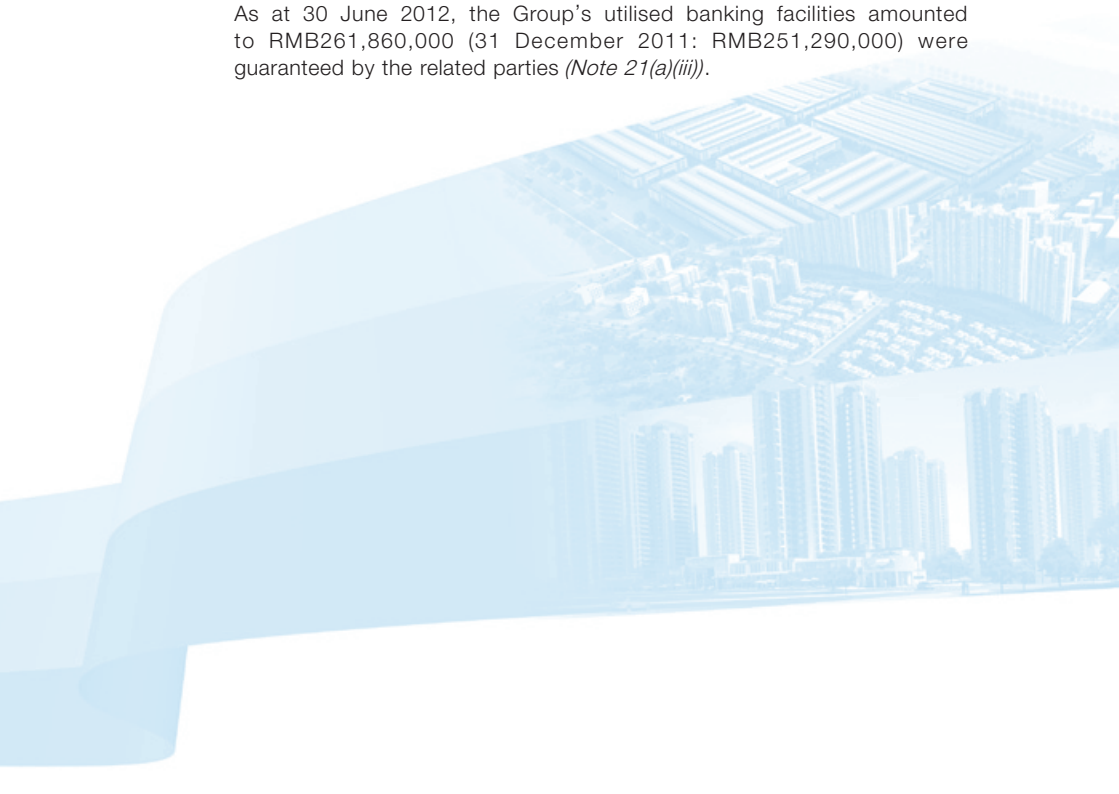 As at 30 June 2012, the Group's utilised banking facilities amounted
to RMB261,860,000 (31 December 2011: RMB251,290,000) were
guaranteed by the related parties (Note 21(a)(iii)).